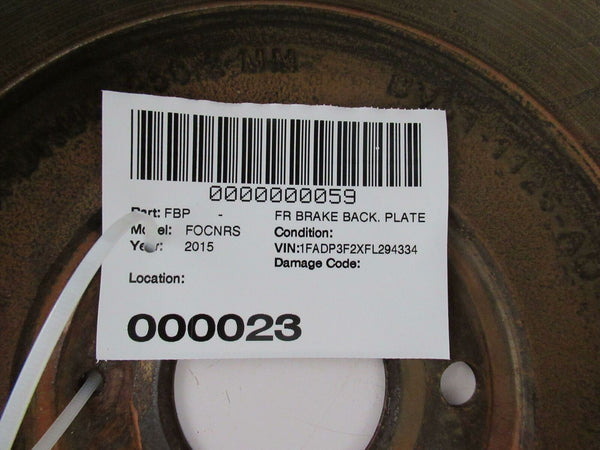 0000000059
Part: FBP - FR BRAKE BACK. PLATE
Model: FOCNRS Condition:
Year: 2015 VIN:1FADP3F2XFL294334
Damage Code:
Location:
000023